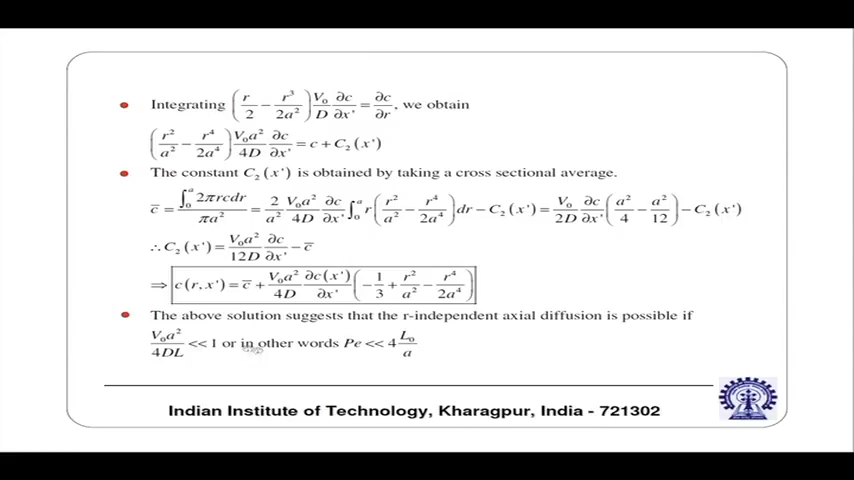 • Integrating (r/2 − r³/2a²) V₀/D ∂c/∂x' = ∂c/∂r, we obtain
(r²/a² − r⁴/2a⁴) V₀a²/4D ∂c/∂x' = c + C₂(x')
• The constant C₂(x') is obtained by taking a cross sectional average.
c̅ = ∫₀ᵃ 2πrcdr / πa² = 2/a² V₀a²/4D ∂c/∂x' ∫₀ᵃ r(r²/a² − r⁴/2a⁴)dr − C₂(x') = V₀/2D ∂c/∂x' (a²/4 − a²/12) − C₂(x')
∴ C₂(x') = V₀a²/12D ∂c/∂x' − c̅
⇒ c(r, x') = c̅ + V₀a²/4D ∂c(x')/∂x' (−1/3 + r²/a² − r⁴/2a⁴)
• The above solution suggests that the r-independent axial diffusion is possible if
V₀a²/4DL << 1 or in other words Pe << 4 L₀/a
Indian Institute of Technology, Kharagpur, India - 721302